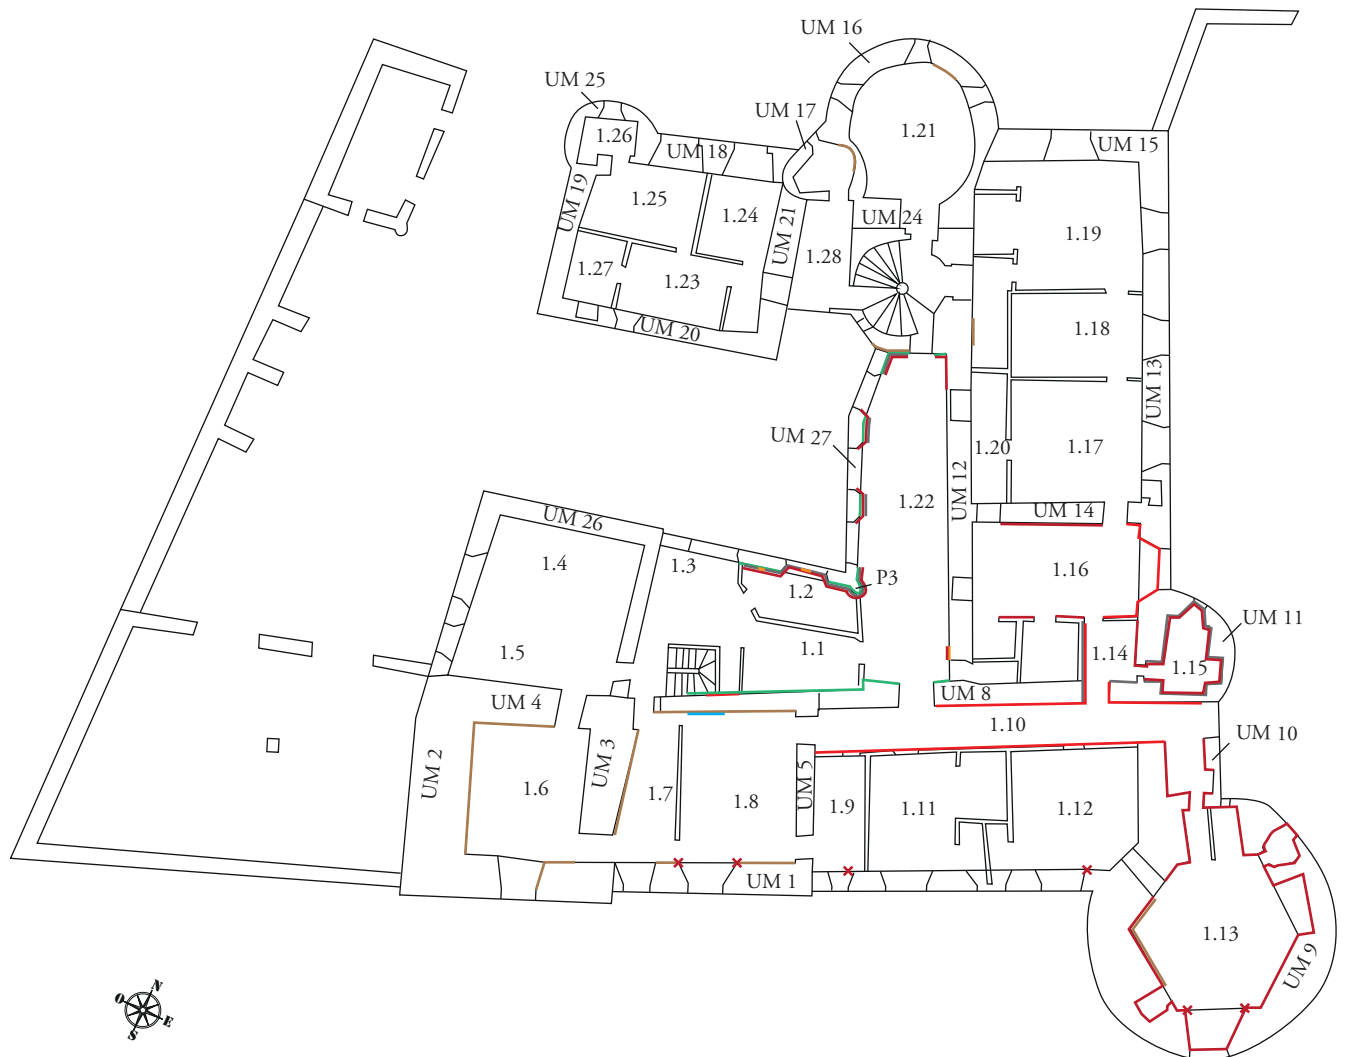 UM 16
UM 25
UM 17
1.26
1.21
UM 15
UM 18
UM 19
1.25
1.24
UM 21
UM 24
1.19
1.28
1.27
1.23
UM 20
1.18
UM 13
UM 27
1.20
1.17
UM 12
1.22
UM 14
UM 26
1.4
1.3
1.16
1.2
P3
UM 11
1.5
1.1
1.14
1.15
UM 4
UM 8
1.10
UM 10
UM 2
UM 3
1.6
1.7
1.8
UM 5
1.9
1.11
1.12
UM 1
1.13
UM 9
N
O
E
S